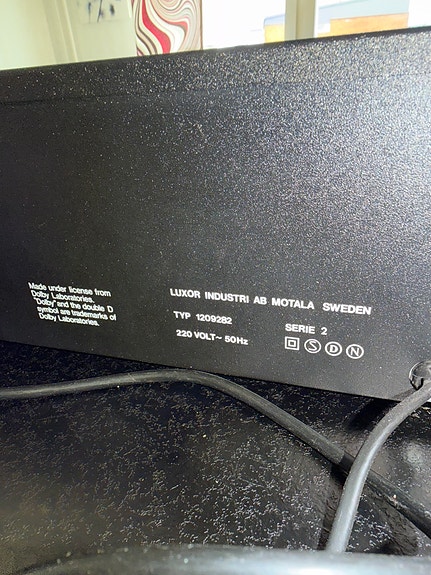 Made under license from
Dolby Laboratories.
"Dolby" and the double D
symbol are trademarks of
Dolby Laboratories.
LUXOR INDUSTRI AB MOTALA SWEDEN
TYP 1209282
SERIE 2
220 VOLT~ 50Hz
S D N